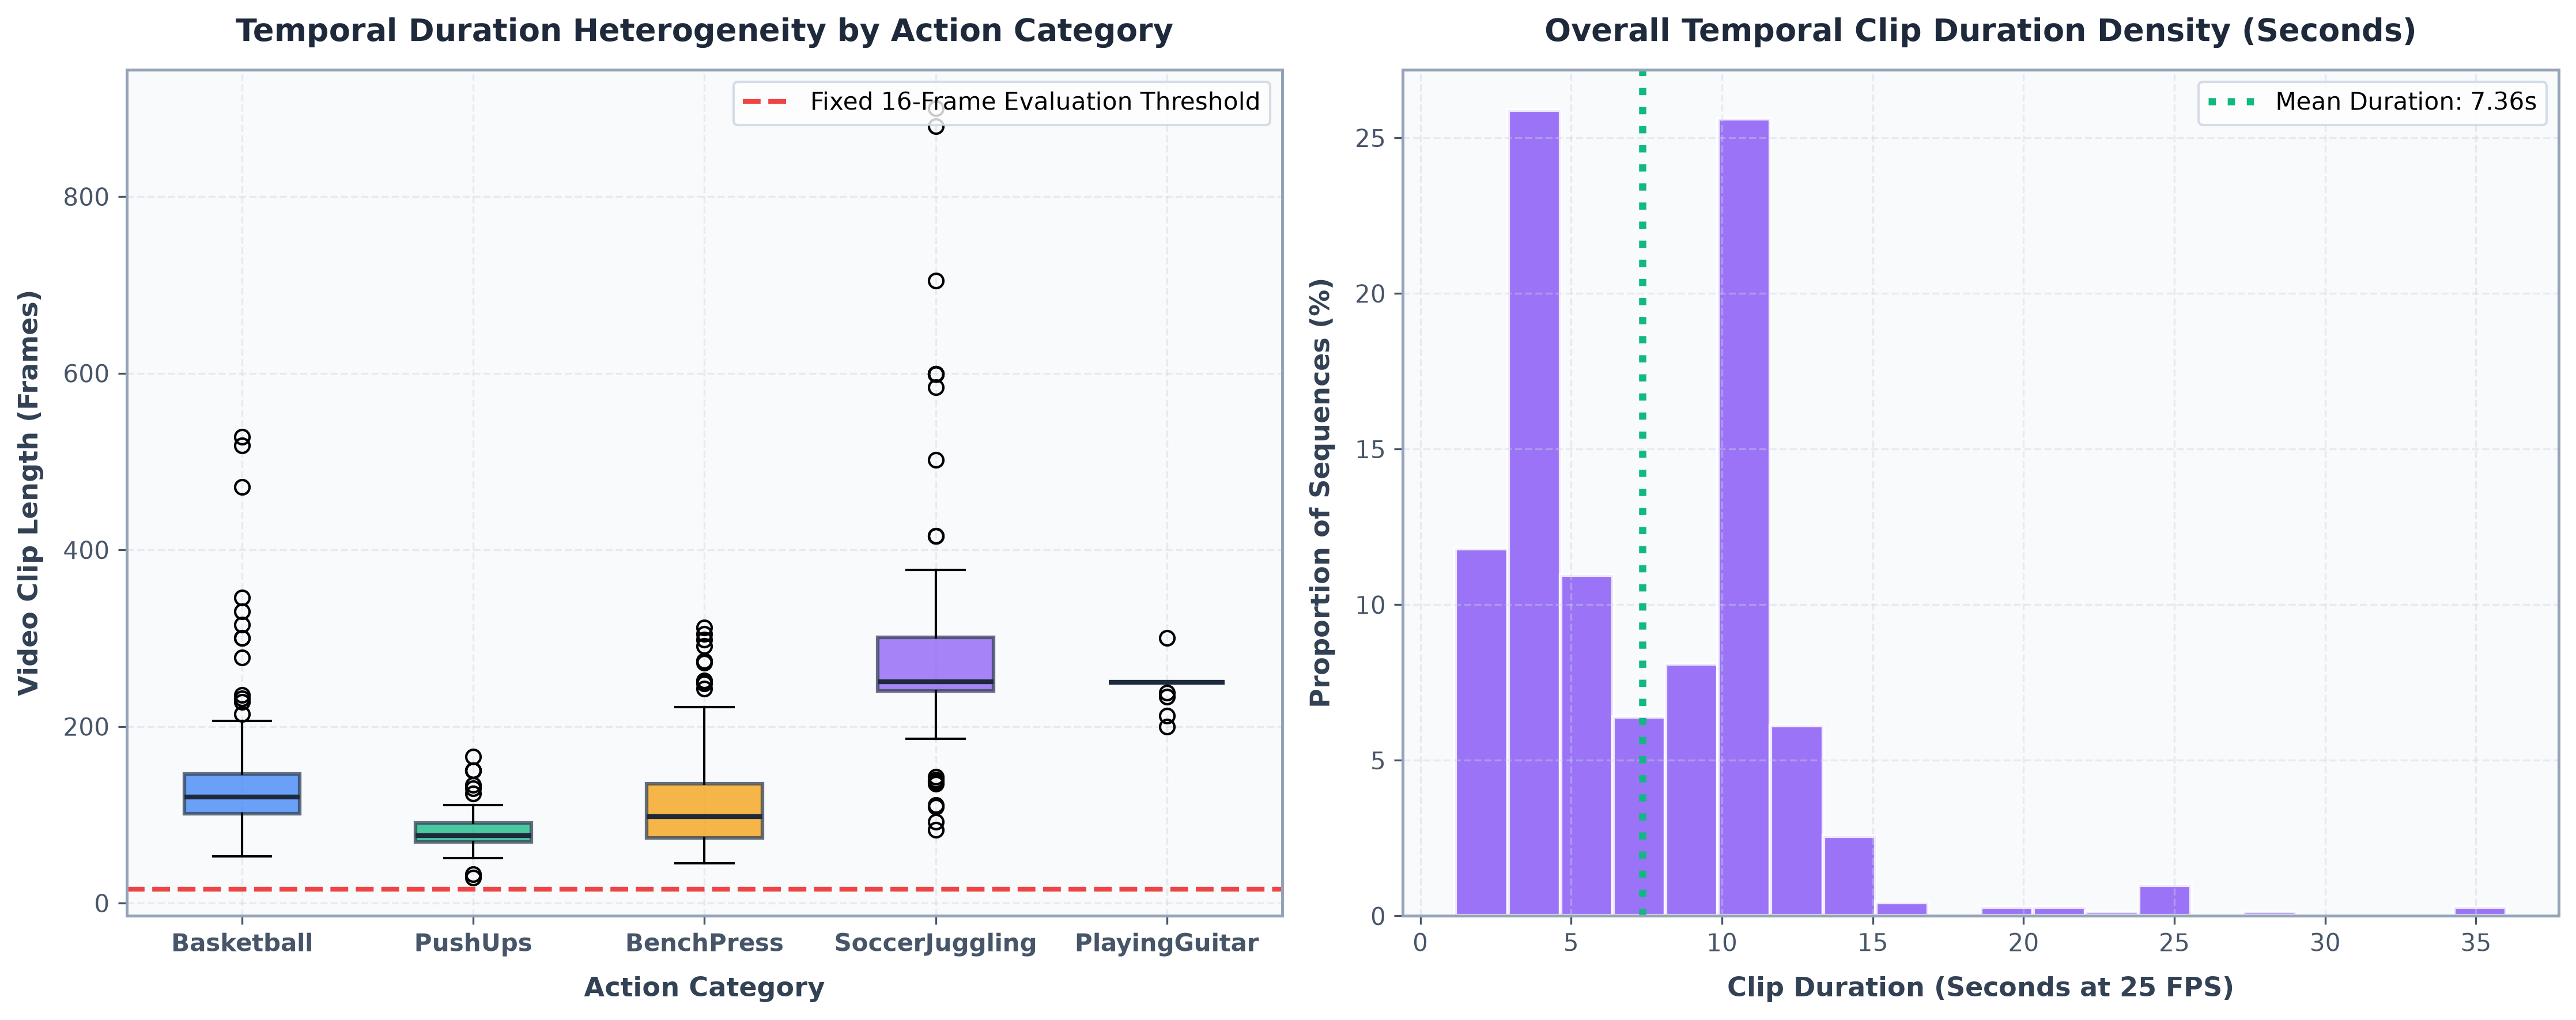 Temporal Duration Heterogeneity by Action Category
Fixed 16-Frame Evaluation Threshold
Video Clip Length (Frames)
800
600
400
200
0
Basketball
PushUps
BenchPress
SoccerJuggling
PlayingGuitar
Action Category
Overall Temporal Clip Duration Density (Seconds)
Mean Duration: 7.36s
Proportion of Sequences (%)
25
20
15
10
5
0
0
5
10
15
20
25
30
35
Clip Duration (Seconds at 25 FPS)